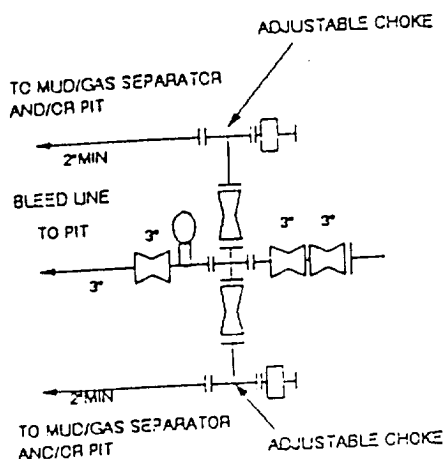 ADJUSTABLE CHOKE
TO MUD/GAS SEPARATOR
AND/OR PIT
2"MIN
BLEED LINE
TO PIT
3"
3"
3"
3"
2"MIN
TO MUD/GAS SEPARATOR
AND/OR PIT
ADJUSTABLE CHOKE